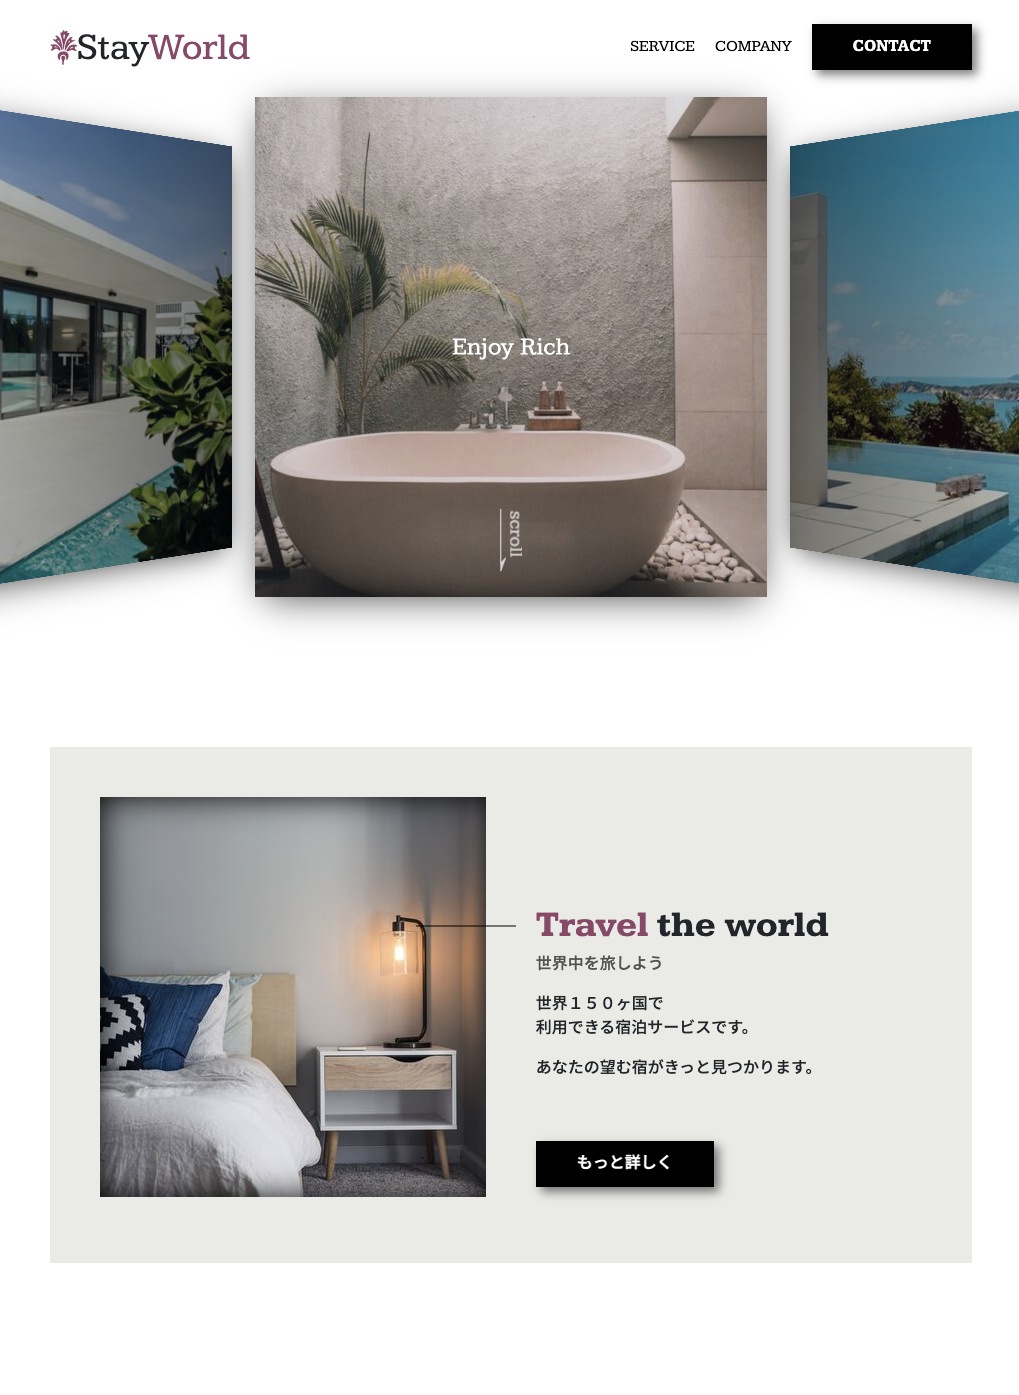 StayWorld
SERVICE
COMPANY
CONTACT
Enjoy Rich
scroll
Travel the world
世界中を旅しよう
世界１５０ヶ国で
利用できる宿泊サービスです。
あなたの望む宿がきっと見つかります。
もっと詳しく